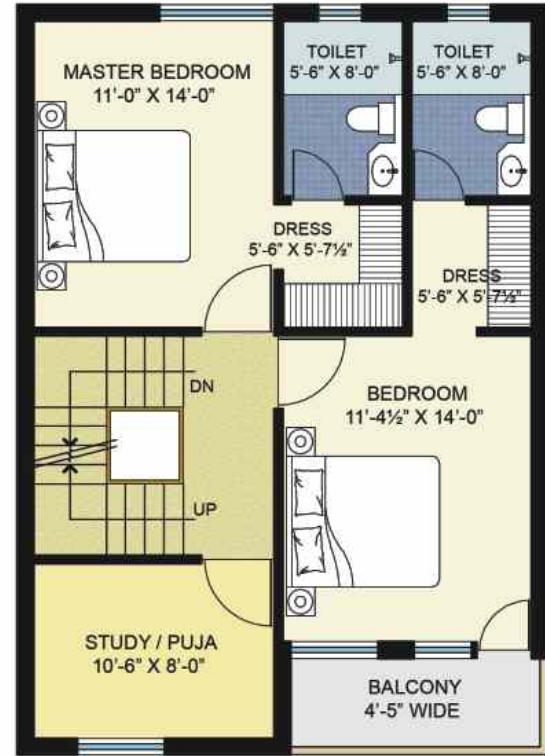 MASTER BEDROOM
11'-0" X 14'-0"
TOILET
5'-6" X 8'-0"
TOILET
5'-6" X 8'-0"
DRESS
5'-6" X 5'-7½"
DRESS
5'-6" X 5'-7½"
DN
UP
BEDROOM
11'-4½" X 14'-0"
STUDY / PUJA
10'-6" X 8'-0"
BALCONY
4'-5" WIDE